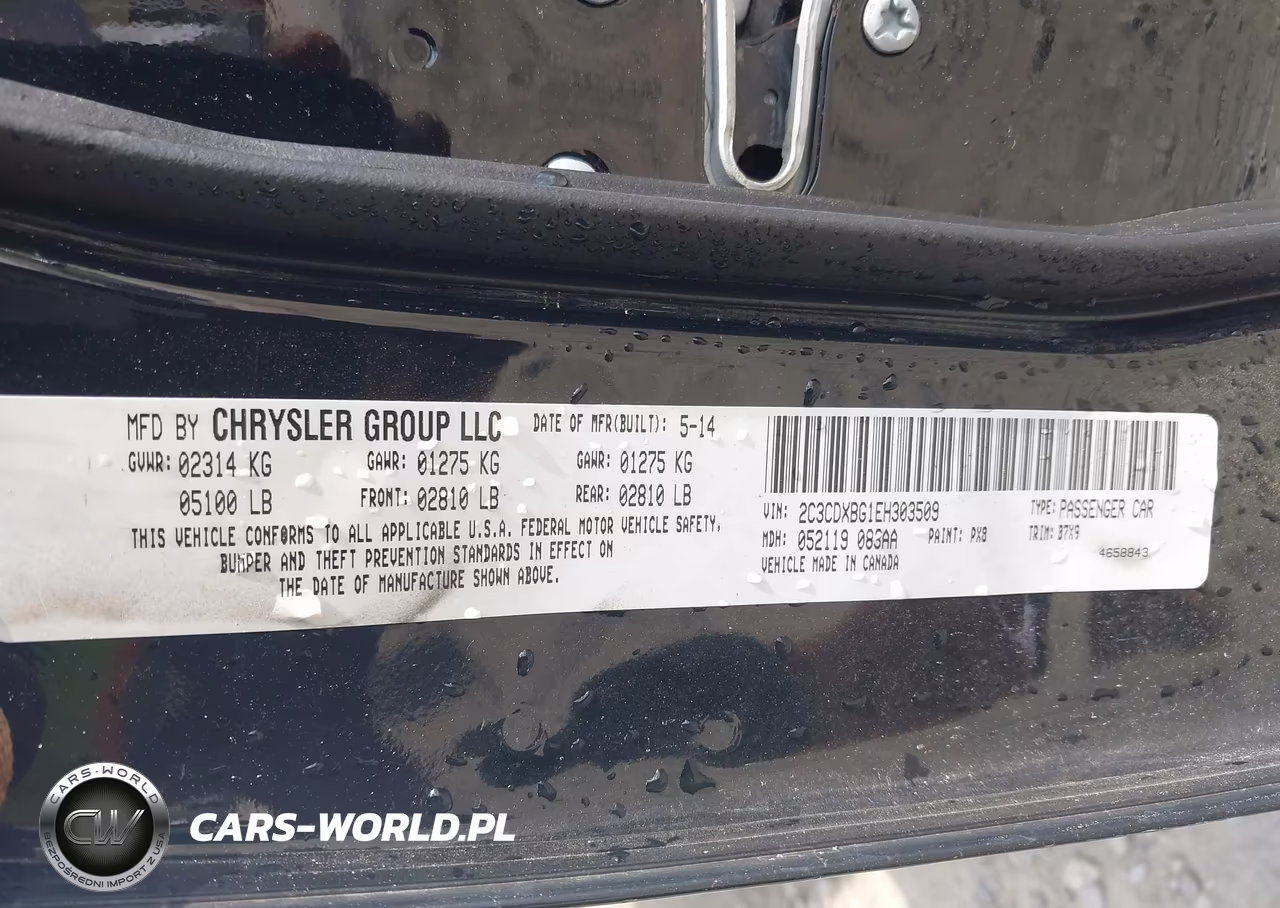 MFD BY CHRYSLER GROUP LLC DATE OF MFR(BUILT): 5-14
GVWR: 02314 KG GAWR: 01275 KG GAWR: 01275 KG
05100 LB FRONT: 02810 LB REAR: 02810 LB
THIS VEHICLE CONFORMS TO ALL APPLICABLE U.S.A. FEDERAL MOTOR VEHICLE SAFETY,
BUMPER AND THEFT PREVENTION STANDARDS IN EFFECT ON
THE DATE OF MANUFACTURE SHOWN ABOVE.
VIN: 2C3CDXBG1EH303509 TYPE: PASSENGER CAR
MDH: 052119 083AA PAINT: PX8 TRIM: B7X9
VEHICLE MADE IN CANADA 4658843
CARS-WORLD
CW
BEZPOŚREDNI IMPORT Z USA
CARS-WORLD.PL